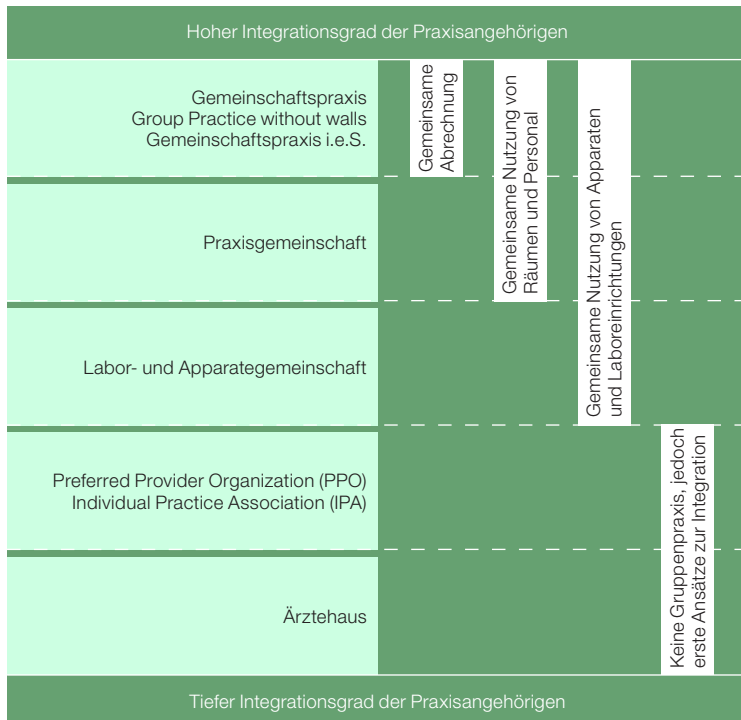 Hoher Integrationsgrad der Praxisangehörigen
Gemeinschaftspraxis
Group Practice without walls
Gemeinschaftspraxis i.e.S.
Gemeinsame
Abrechnung
Gemeinsame Nutzung von
Räumen und Personal
Gemeinsame Nutzung von Apparaten
und Laboreinrichtungen
Praxisgemeinschaft
Labor- und Apparategemeinschaft
Preferred Provider Organization (PPO)
Individual Practice Association (IPA)
Keine Gruppenpraxis, jedoch
erste Ansätze zur Integration
Ärztehaus
Tiefer Integrationsgrad der Praxisangehörigen